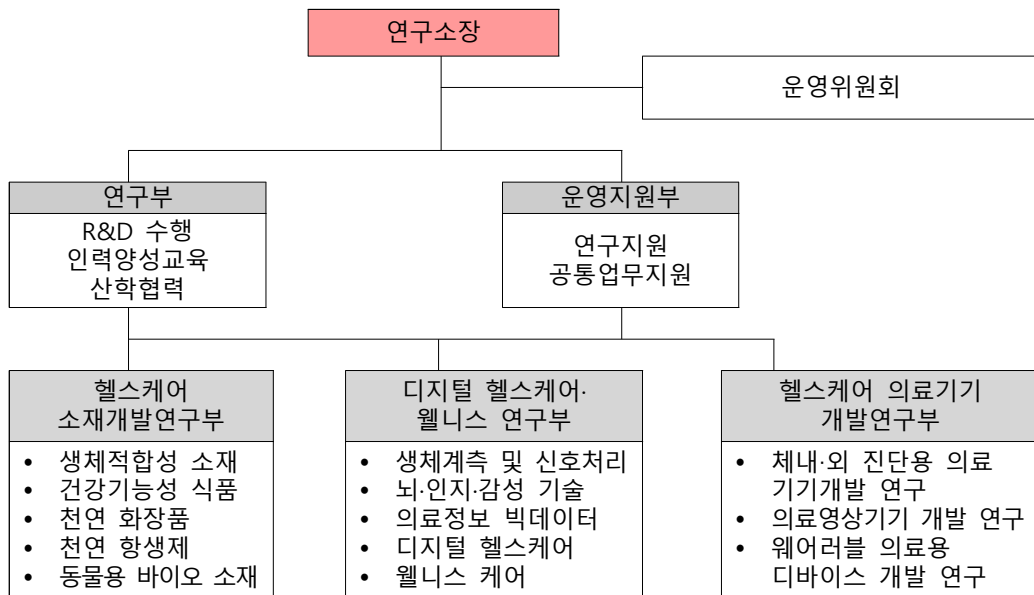 연구소장
운영위원회
연구부
R&D 수행
인력양성교육
산학협력
운영지원부
연구지원
공통업무지원
헬스케어
소재개발연구부
• 생체적합성 소재
• 건강기능성 식품
• 천연 화장품
• 천연 항생제
• 동물용 바이오 소재
디지털 헬스케어·
웰니스 연구부
• 생체계측 및 신호처리
• 뇌·인지·감성 기술
• 의료정보 빅데이터
• 디지털 헬스케어
• 웰니스 케어
헬스케어 의료기기
개발연구부
• 체내·외 진단용 의료
기기개발 연구
• 의료영상기기 개발 연구
• 웨어러블 의료용
디바이스 개발 연구